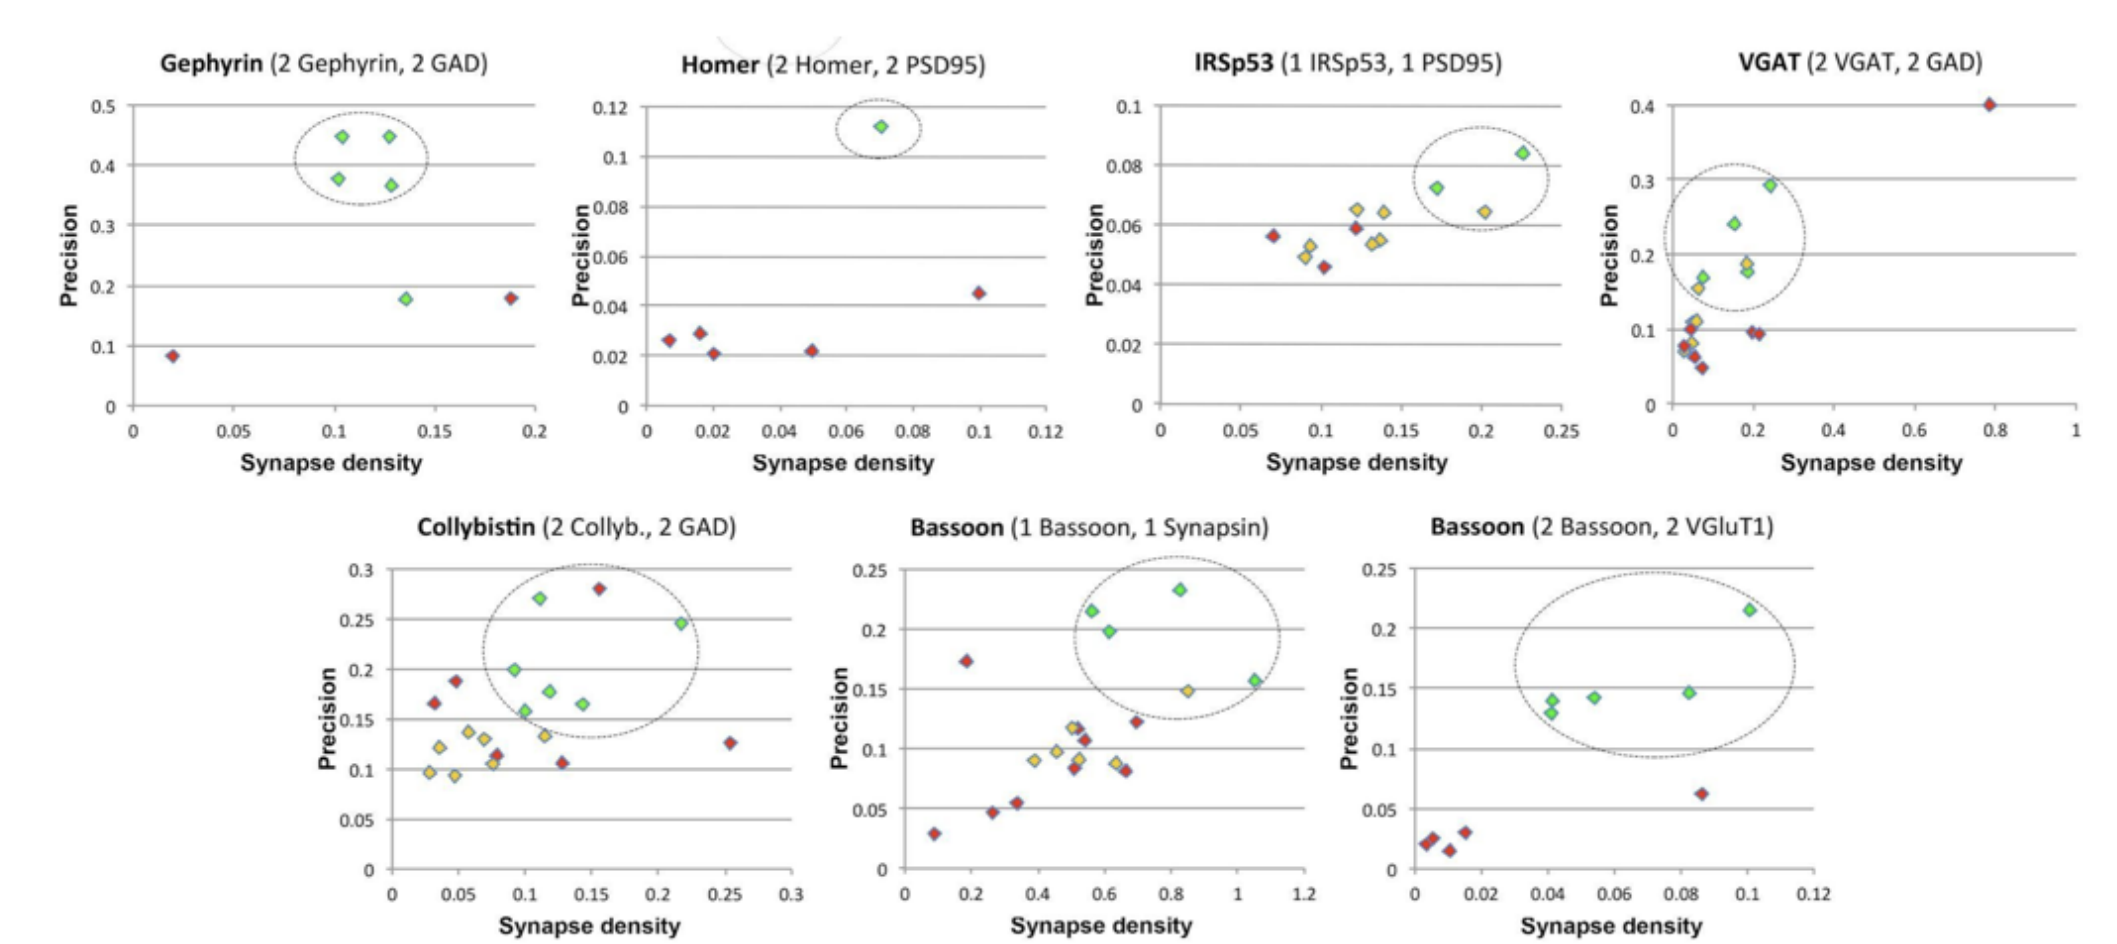 Gephyrin (2 Gephyrin, 2 GAD)
0.5
0.4
0.3
0.2
0.1
0
Precision
0 0.05 0.1 0.15 0.2
Synapse density
Homer (2 Homer, 2 PSD95)
0.12
0.1
0.08
0.06
0.04
0.02
0
Precision
0 0.02 0.04 0.06 0.08 0.1 0.12
Synapse density
IRSp53 (1 IRSp53, 1 PSD95)
0.1
0.08
0.06
0.04
0.02
0
Precision
0 0.05 0.1 0.15 0.2 0.25
Synapse density
VGAT (2 VGAT, 2 GAD)
0.4
0.3
0.2
0.1
0
Precision
0 0.2 0.4 0.6 0.8 1
Synapse density
Collybistin (2 Collyb., 2 GAD)
0.3
0.25
0.2
0.15
0.1
0.05
0
Precision
0 0.05 0.1 0.15 0.2 0.25 0.3
Synapse density
Bassoon (1 Bassoon, 1 Synapsin)
0.25
0.2
0.15
0.1
0.05
0
Precision
0 0.2 0.4 0.6 0.8 1 1.2
Synapse density
Bassoon (2 Bassoon, 2 VGluT1)
0.25
0.2
0.15
0.1
0.05
0
Precision
0 0.02 0.04 0.06 0.08 0.1 0.12
Synapse density